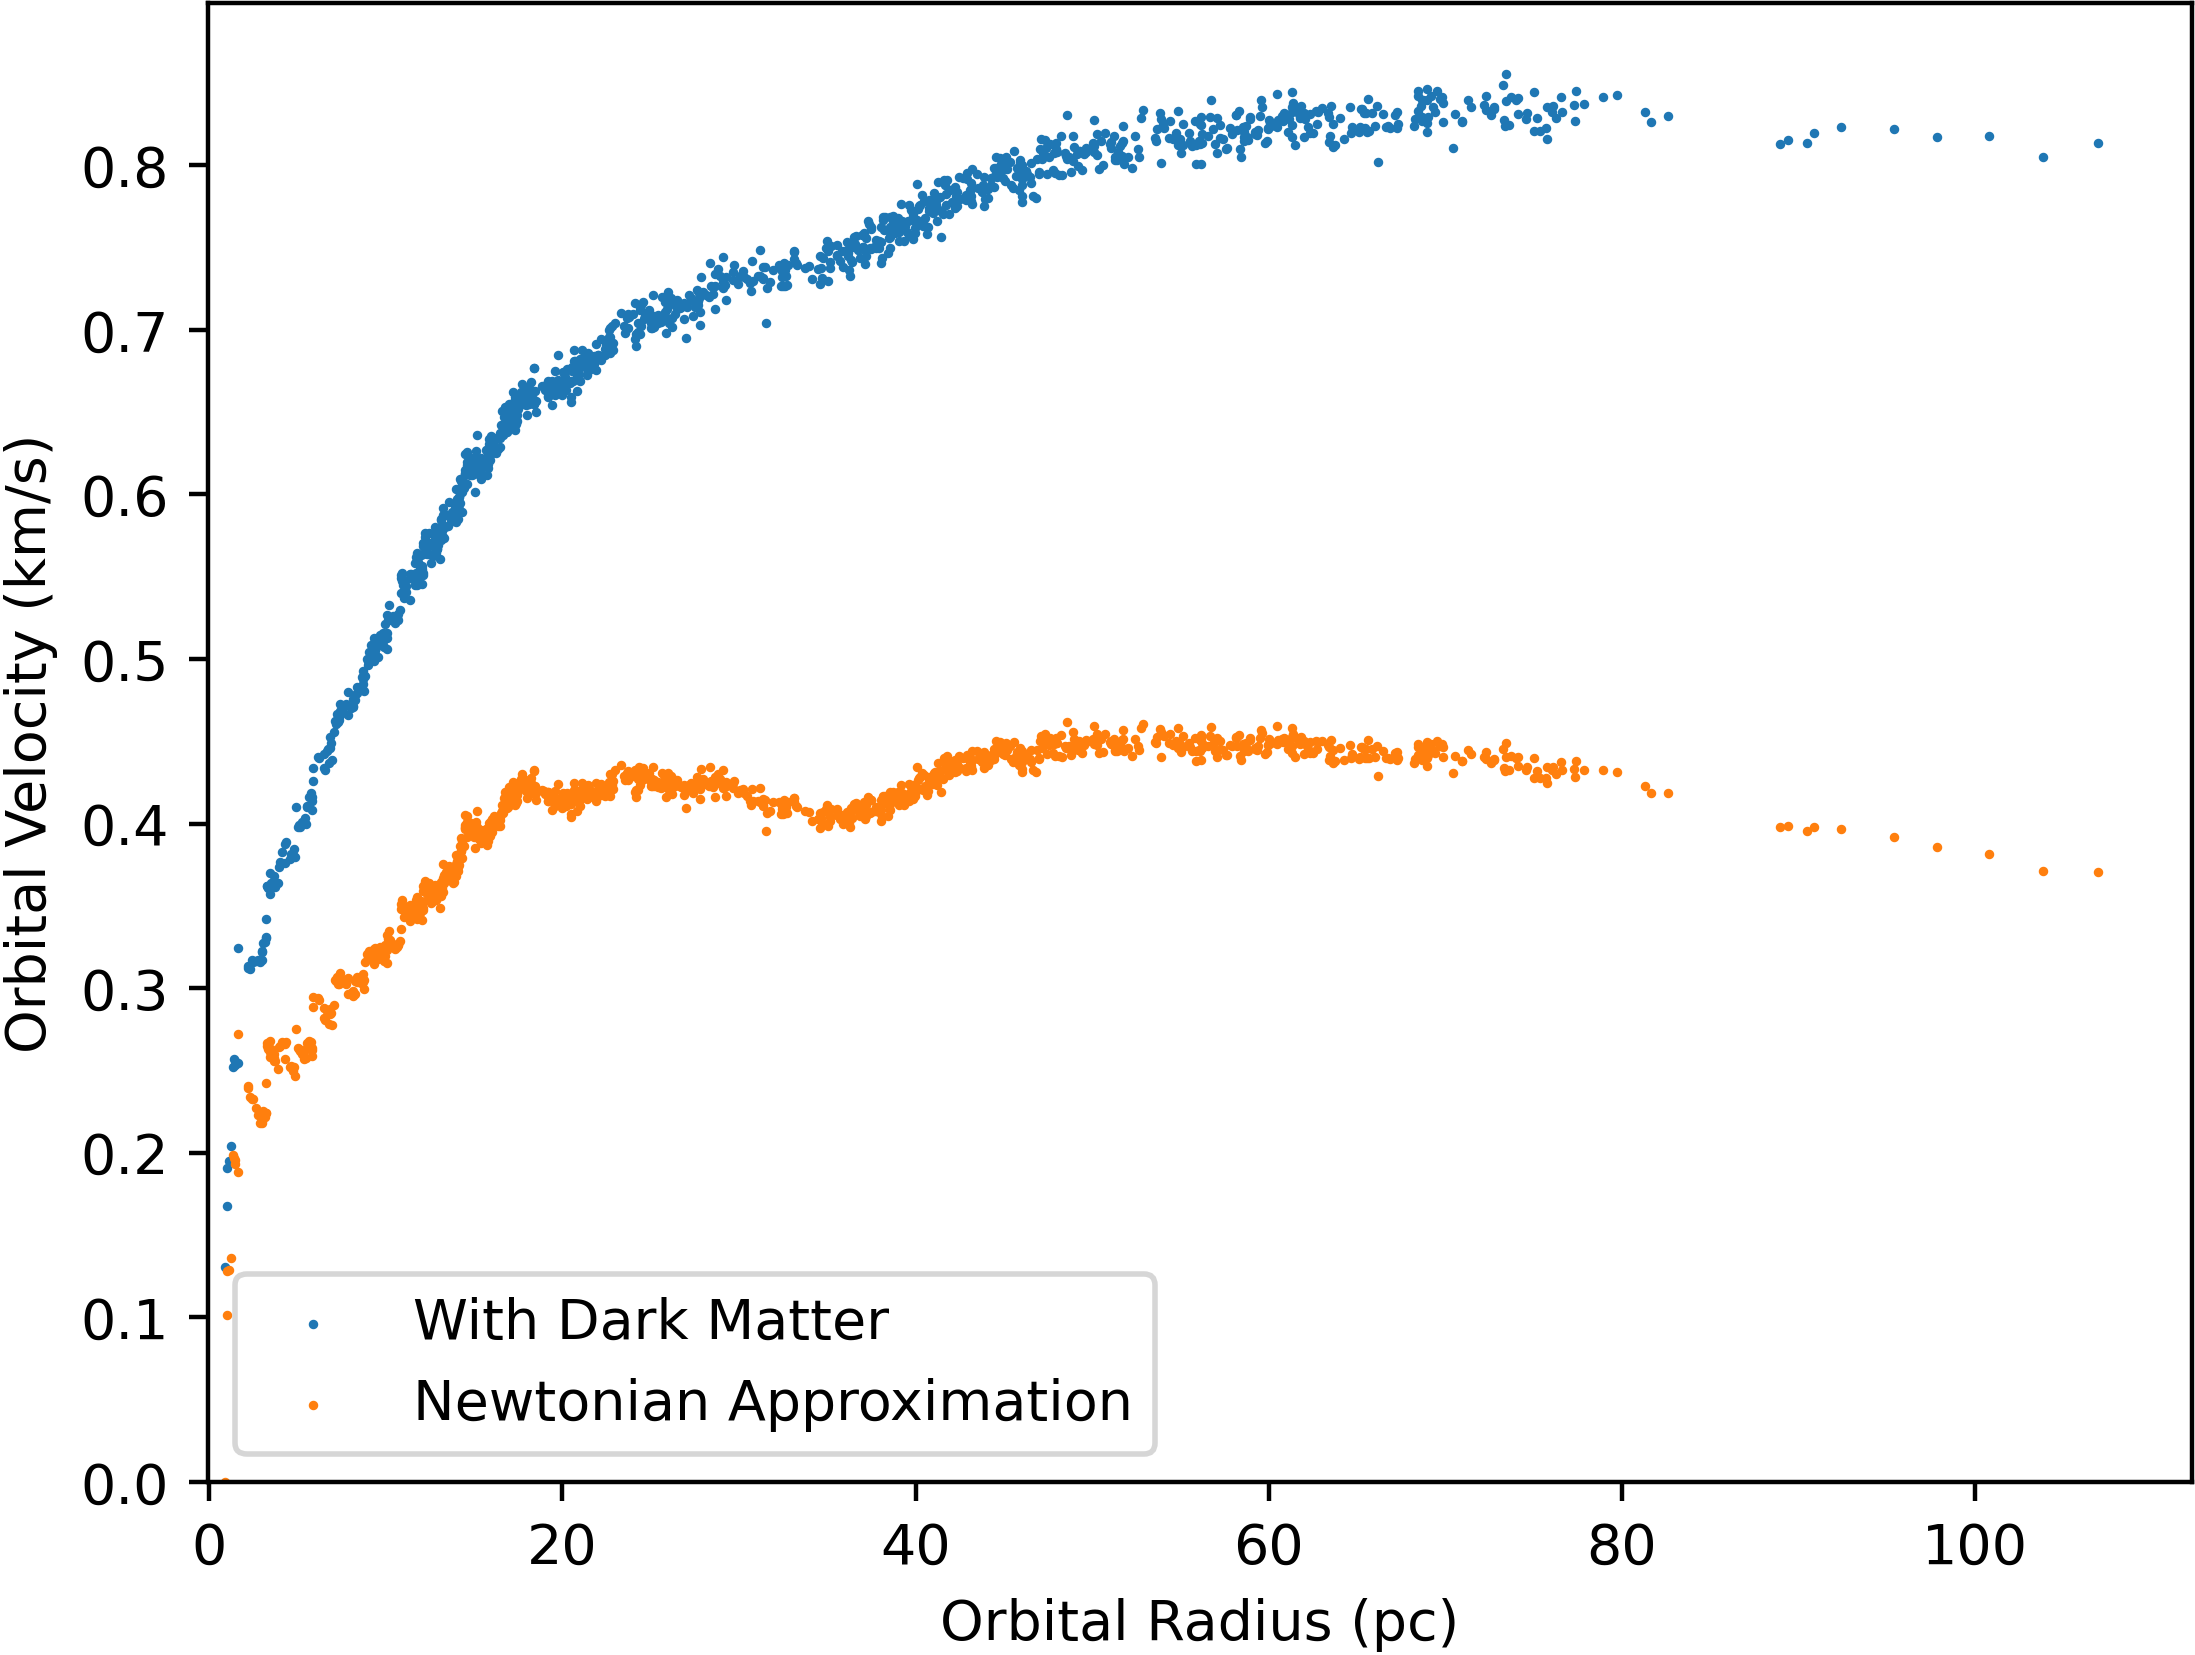 Orbital Velocity (km/s)
0.8
0.7
0.6
0.5
0.4
0.3
0.2
0.1
0.0
With Dark Matter
Newtonian Approximation
0 20 40 60 80 100
Orbital Radius (pc)